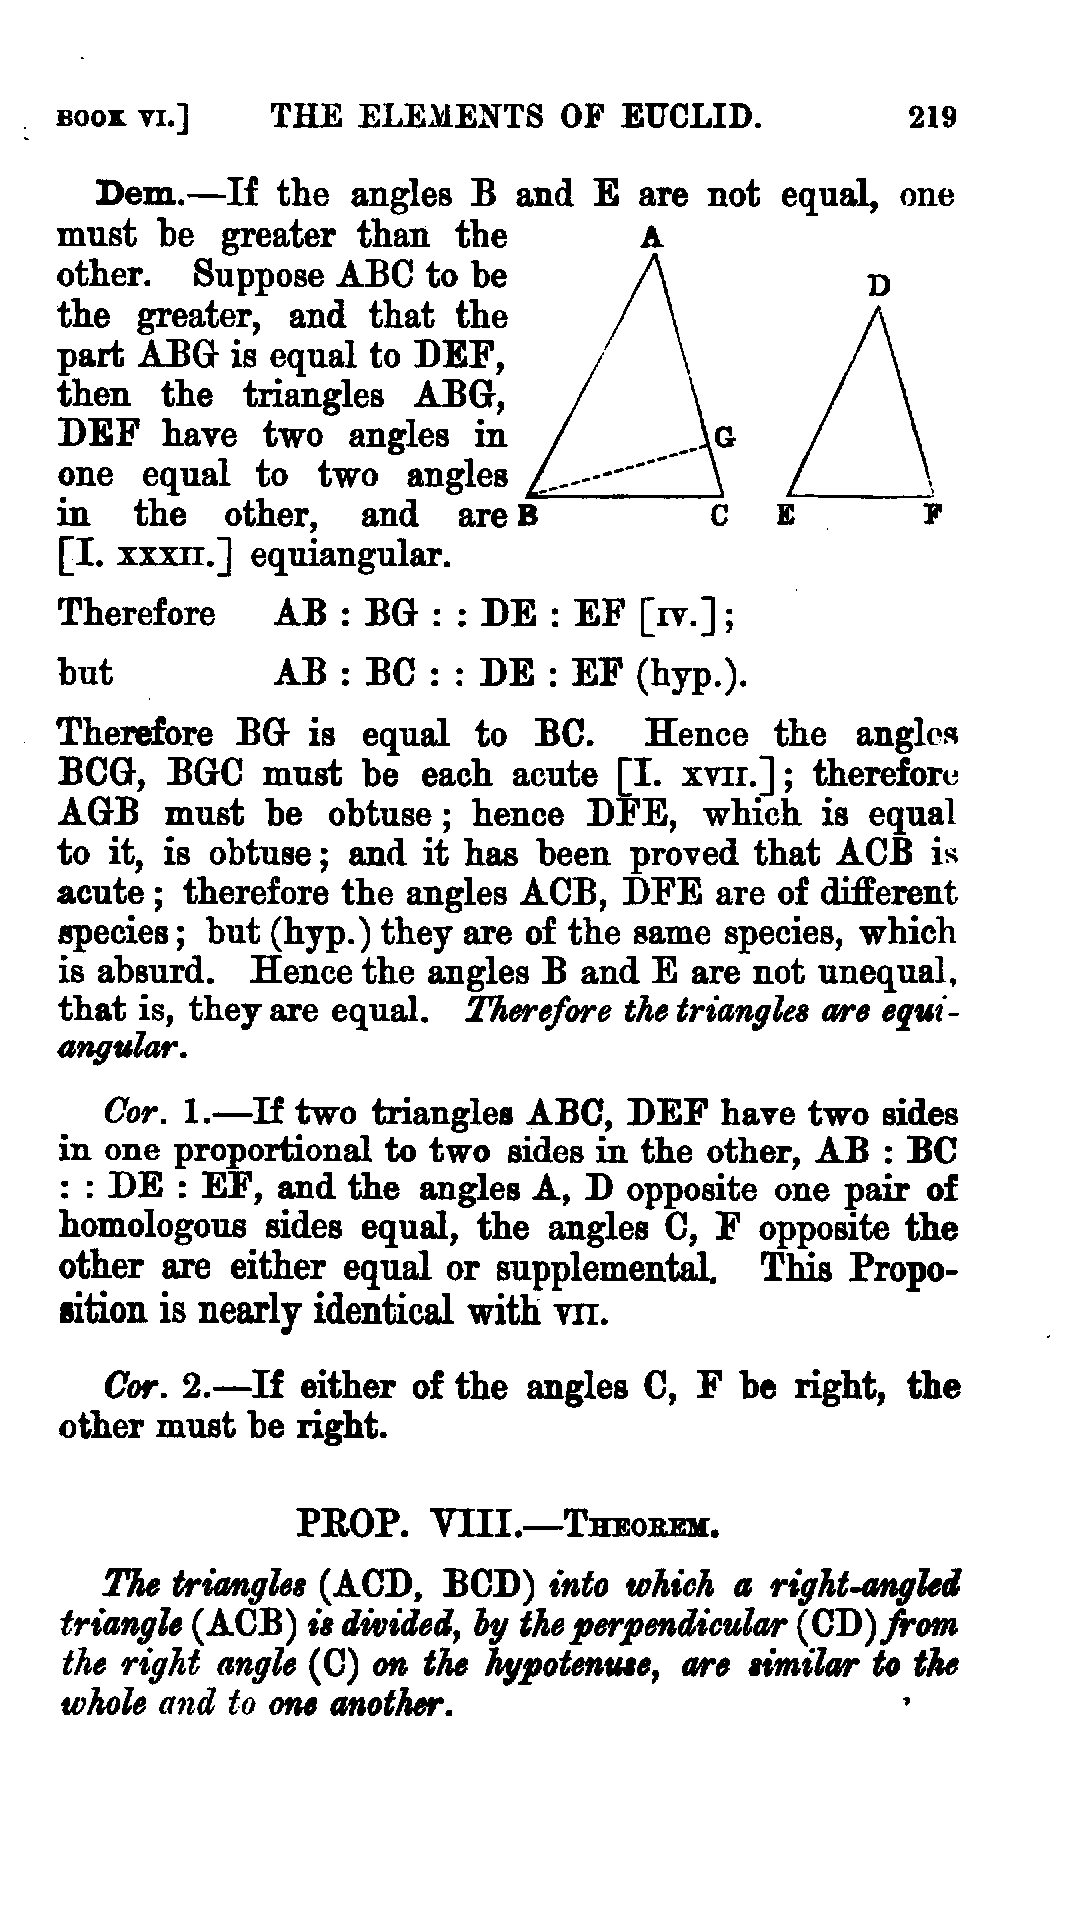 BOOK VI.] THE ELEMENTS OF EUCLID. 219
Dem.—If the angles B and E are not equal, one
must be greater than the
other. Suppose ABC to be
the greater, and that the
part ABG is equal to DEF,
then the triangles ABG,
DEF have two angles in
one equal to two angles
in the other, and are
[I. XXXII.] equiangular.
A
D
G
B C E F
Therefore AB : BG : : DE : EF [IV.];
but AB : BC : : DE : EF (hyp.).
Therefore BG is equal to BC. Hence the angles
BCG, BGC must be each acute [I. XVII.]; therefore
AGB must be obtuse; hence DFE, which is equal
to it, is obtuse; and it has been proved that ACB is
acute; therefore the angles ACB, DFE are of different
species; but (hyp.) they are of the same species, which
is absurd. Hence the angles B and E are not unequal,
that is, they are equal. Therefore the triangles are equi-
angular.
Cor. 1.—If two triangles ABC, DEF have two sides
in one proportional to two sides in the other, AB : BC
: : DE : EF, and the angles A, D opposite one pair of
homologous sides equal, the angles C, F opposite the
other are either equal or supplemental. This Propo-
sition is nearly identical with VII.
Cor. 2.—If either of the angles C, F be right, the
other must be right.
PROP. VIII.—THEOREM.
The triangles (ACD, BCD) into which a right-angled
triangle (ACB) is divided, by the perpendicular (CD) from
the right angle (C) on the hypotenuse, are similar to the
whole and to one another.